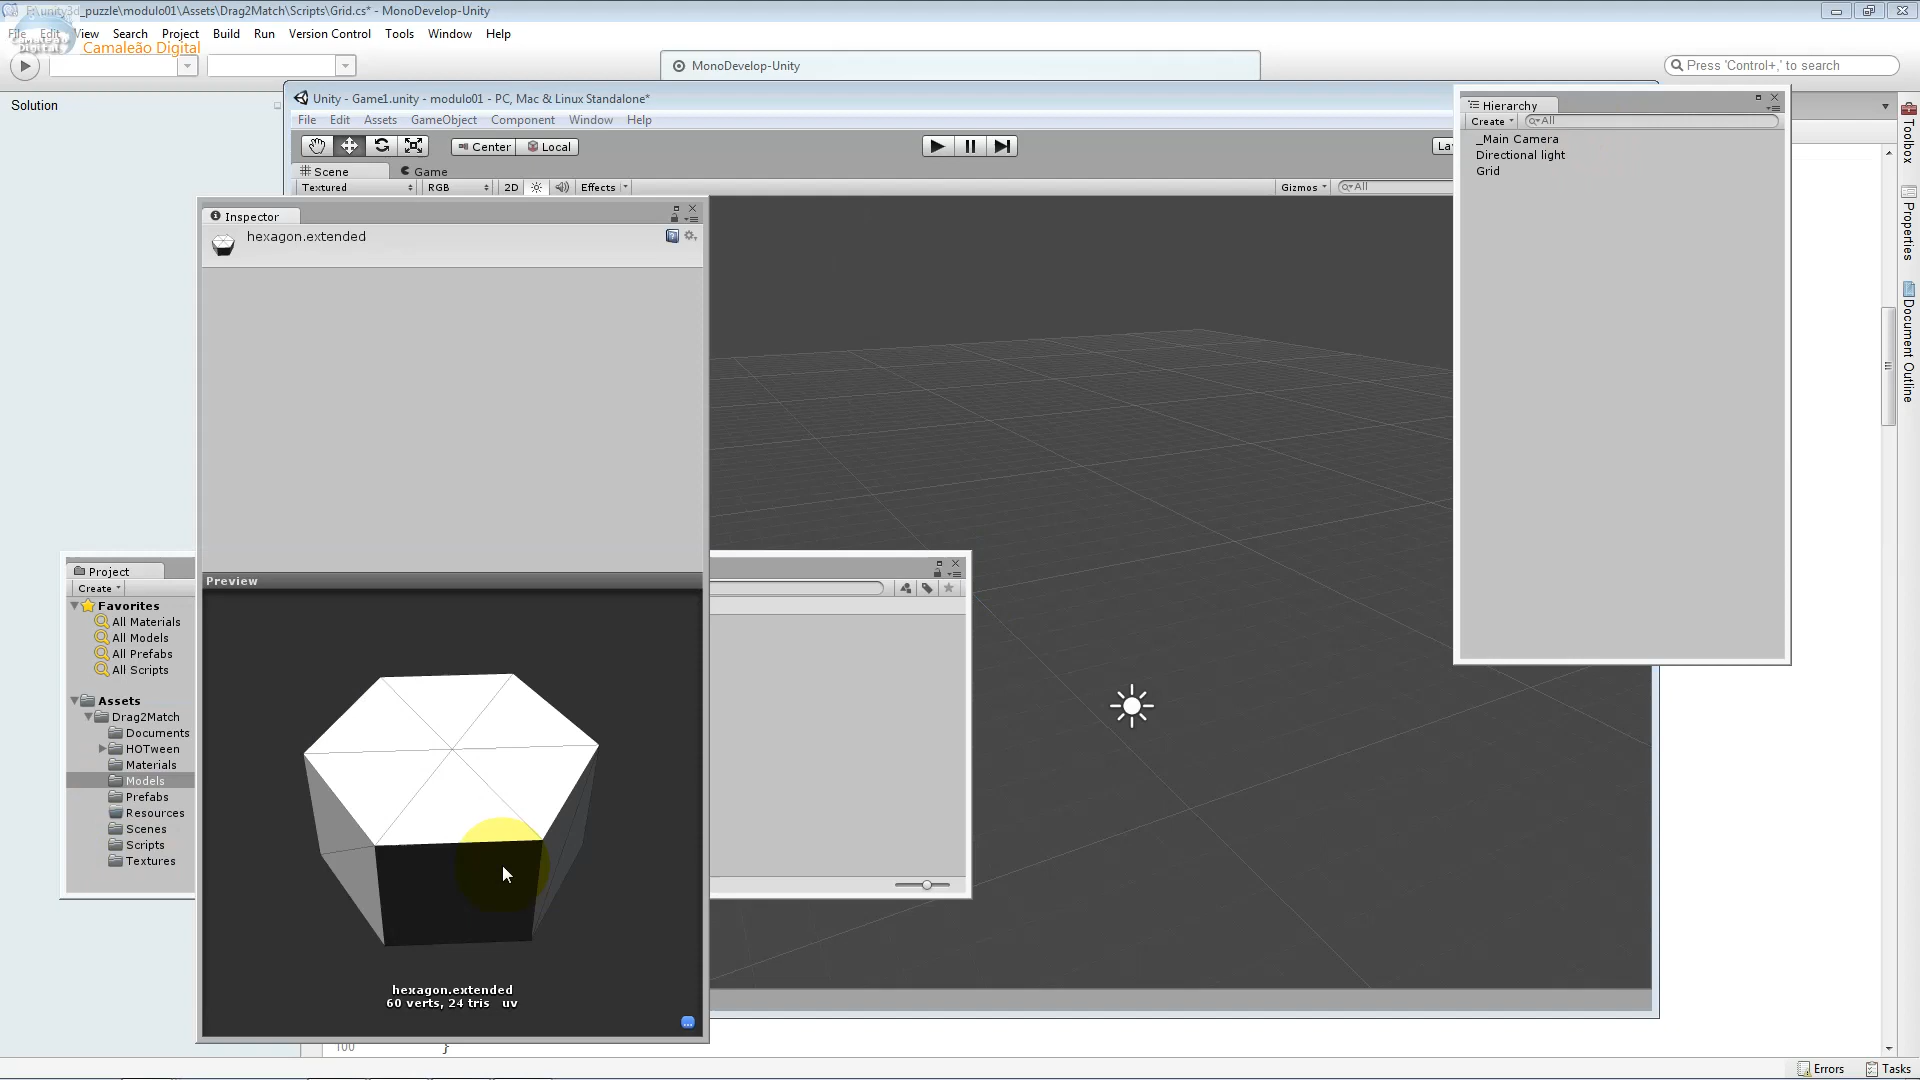 E:\unity3d_puzzle\modulo01\Assets\Drag2Match\Scripts\Grid.cs* - MonoDevelop-Unity
File Edit View Search Project Build Run Version Control Tools Window Help
Camaleão Digital
MonoDevelop-Unity
Press 'Control+,' to search
Solution
Unity - Game1.unity - modulo01 - PC, Mac & Linux Standalone*
File Edit Assets GameObject Component Window Help
Center Local
Scene Game
Textured RGB 2D Effects Gizmos All
Hierarchy
Create All
_Main Camera
Directional light
Grid
Inspector
hexagon.extended
Preview
hexagon.extended
60 verts, 24 tris uv
Project
Create
Favorites
All Materials
All Models
All Prefabs
All Scripts
Assets
Drag2Match
Documents
HOTween
Materials
Models
Prefabs
Resources
Scenes
Scripts
Textures
Toolbox
Properties
Document Outline
100 }
Errors Tasks